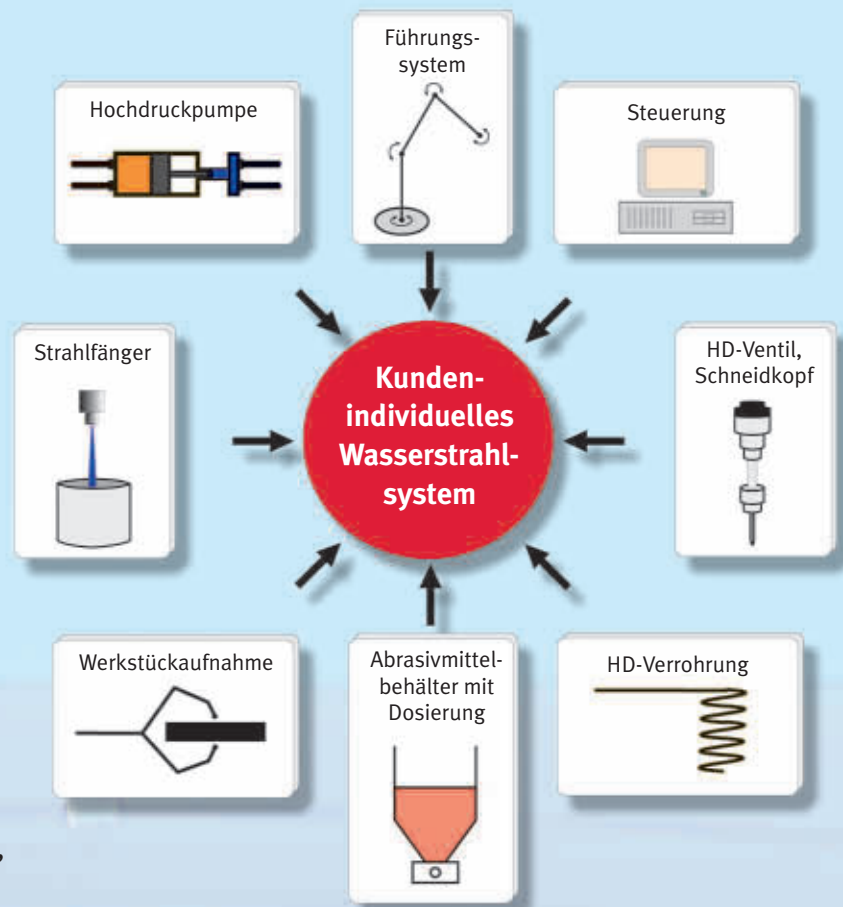 Führungs-
system
Hochdruckpumpe
Steuerung
Strahlfänger
HD-Ventil,
Schneidkopf
Kunden-
individuelles
Wasserstrahl-
system
Werkstückaufnahme
Abrasivmittel-
behälter mit
Dosierung
HD-Verrohrung